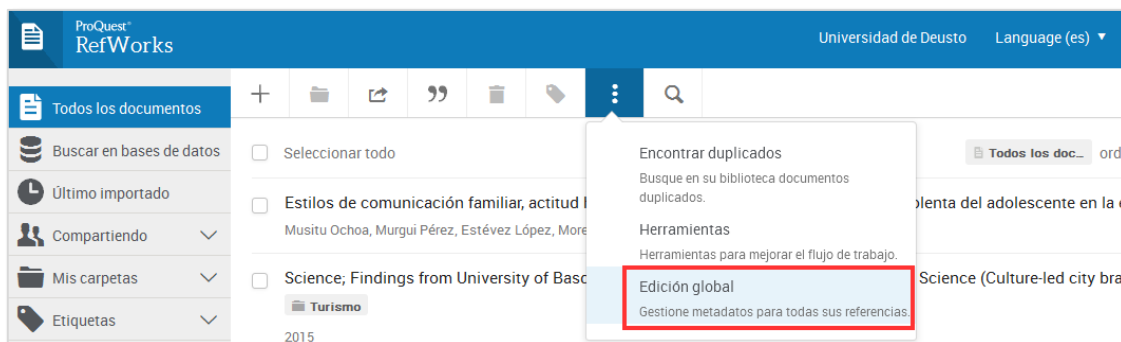 ProQuest®
RefWorks
Universidad de Deusto Language (es)
Todos los documentos
Buscar en bases de datos
Último importado
Compartiendo
Mis carpetas
Etiquetas
Seleccionar todo
Todos los doc... ord
Estilos de comunicación familiar, actitud olenta del adolescente en la
Musitu Ochoa, Murgui Pérez, Estévez López, More
Science; Findings from University of Basq Science (Culture-led city bra
Turismo
2015
Encontrar duplicados
Busque en su biblioteca documentos
duplicados.
Herramientas
Herramientas para mejorar el flujo de trabajo.
Edición global
Gestione metadatos para todas sus referencias.